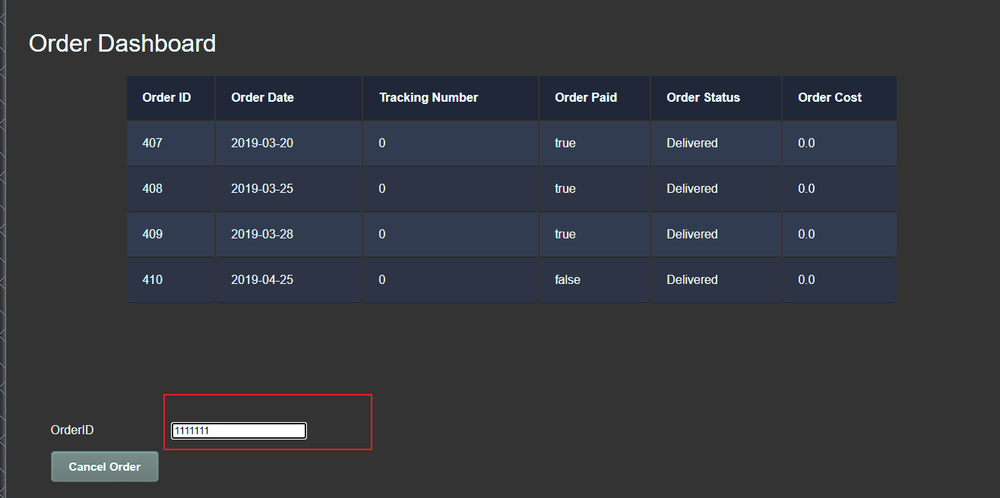 Order Dashboard
Order ID Order Date Tracking Number Order Paid Order Status Order Cost
407 2019-03-20 0 true Delivered 0.0
408 2019-03-25 0 true Delivered 0.0
409 2019-03-28 0 true Delivered 0.0
410 2019-04-25 0 false Delivered 0.0
OrderID 1111111
Cancel Order